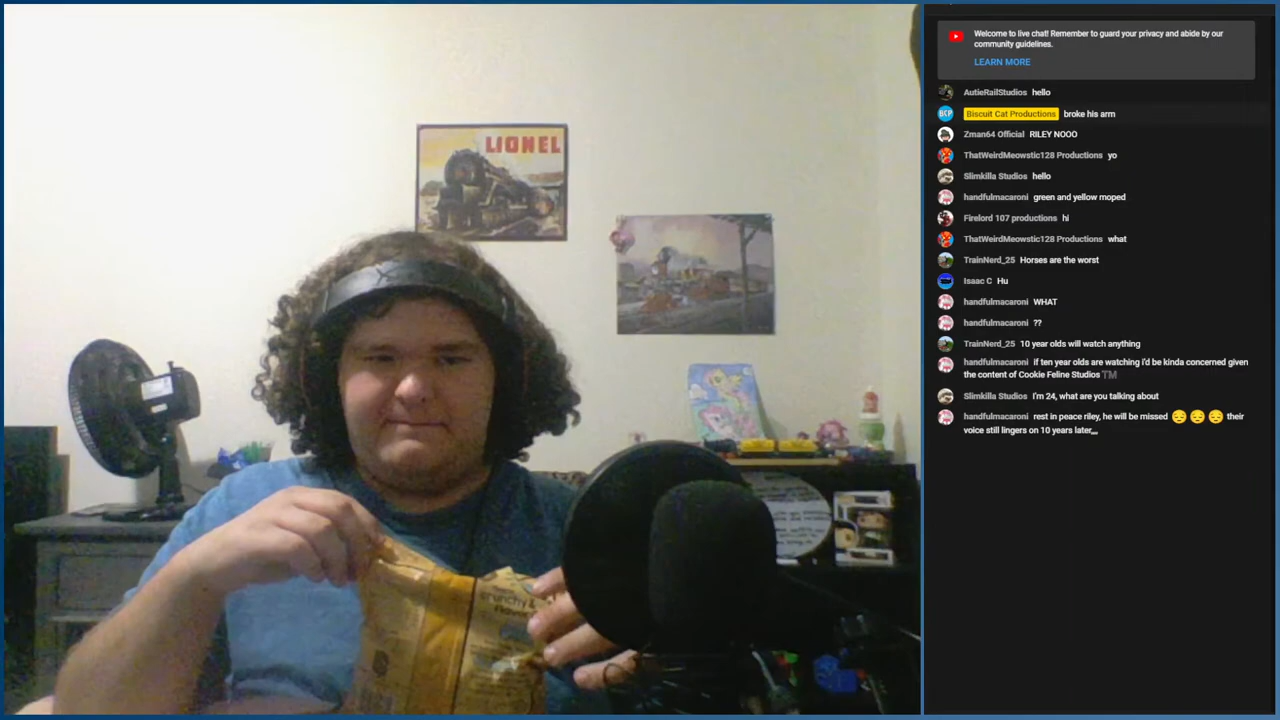 LIONEL
crunchy &
flavor
Welcome to live chat! Remember to guard your privacy and abide by our
community guidelines.
LEARN MORE
AutieRailStudios hello
BCP Biscuit Cat Productions broke his arm
Zman64 Official RILEY NOOO
ThatWeirdMeowstic128 Productions yo
Slimkilla Studios hello
handfulmacaroni green and yellow moped
Firelord 107 productions hi
ThatWeirdMeowstic128 Productions what
TrainNerd_25 Horses are the worst
Isaac C Hu
handfulmacaroni WHAT
handfulmacaroni ??
TrainNerd_25 10 year olds will watch anything
handfulmacaroni if ten year olds are watching i'd be kinda concerned given
the content of Cookie Feline Studios ™️
Slimkilla Studios I'm 24, what are you talking about
handfulmacaroni rest in peace riley, he will be missed 😔 😔 😔 their
voice still lingers on 10 years later,,,,